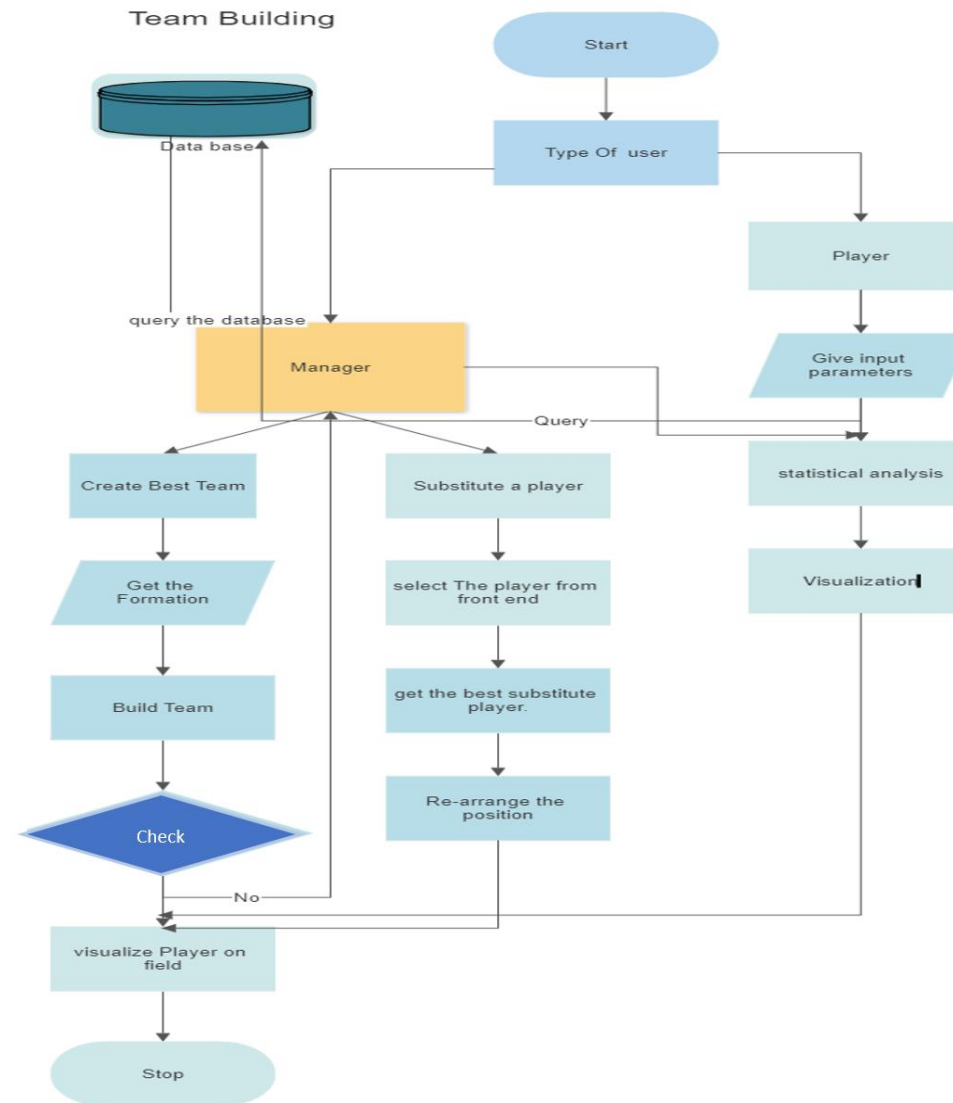 Team Building
Start
Data base
Type Of user
Player
query the database
Manager
Give input
parameters
Query
Create Best Team
Substitute a player
statistical analysis
Get the
Formation
select The player from
front end
Visualization
Build Team
get the best substitute
player.
Check
Re-arrange the
position
No
visualize Player on
field
Stop